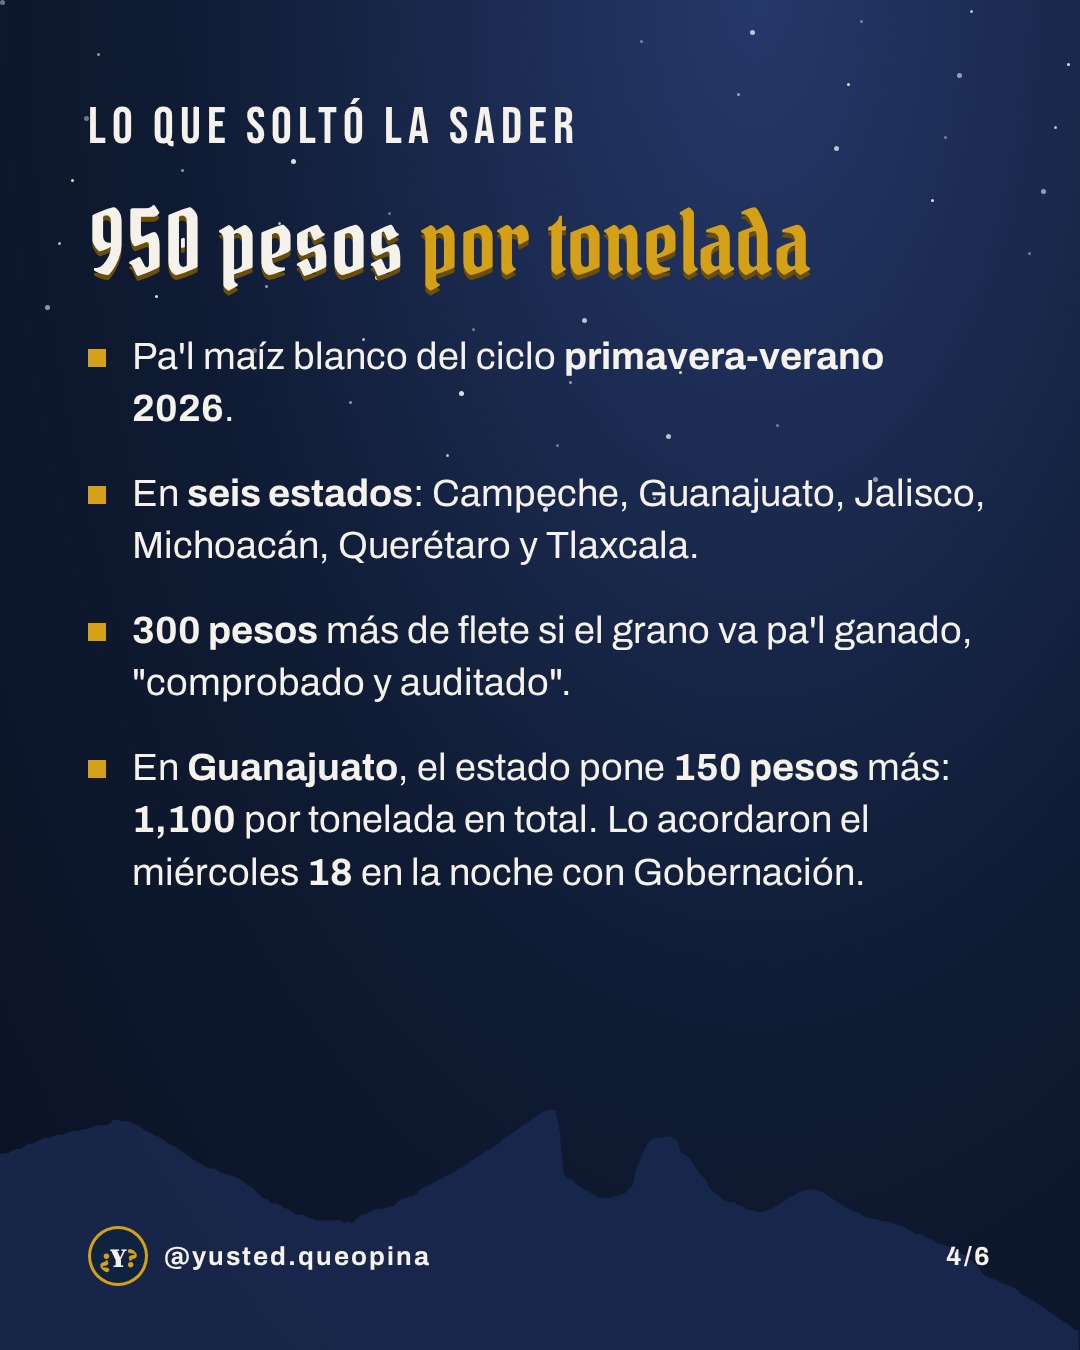 LO QUE SOLTÓ LA SADER
950 pesos por tonelada
Pa'l maíz blanco del ciclo primavera-verano
2026.
En seis estados: Campeche, Guanajuato, Jalisco,
Michoacán, Querétaro y Tlaxcala.
300 pesos más de flete si el grano va pa'l ganado,
"comprobado y auditado".
En Guanajuato, el estado pone 150 pesos más:
1,100 por tonelada en total. Lo acordaron el
miércoles 18 en la noche con Gobernación.
¿Y? @yusted.queopina
4/6